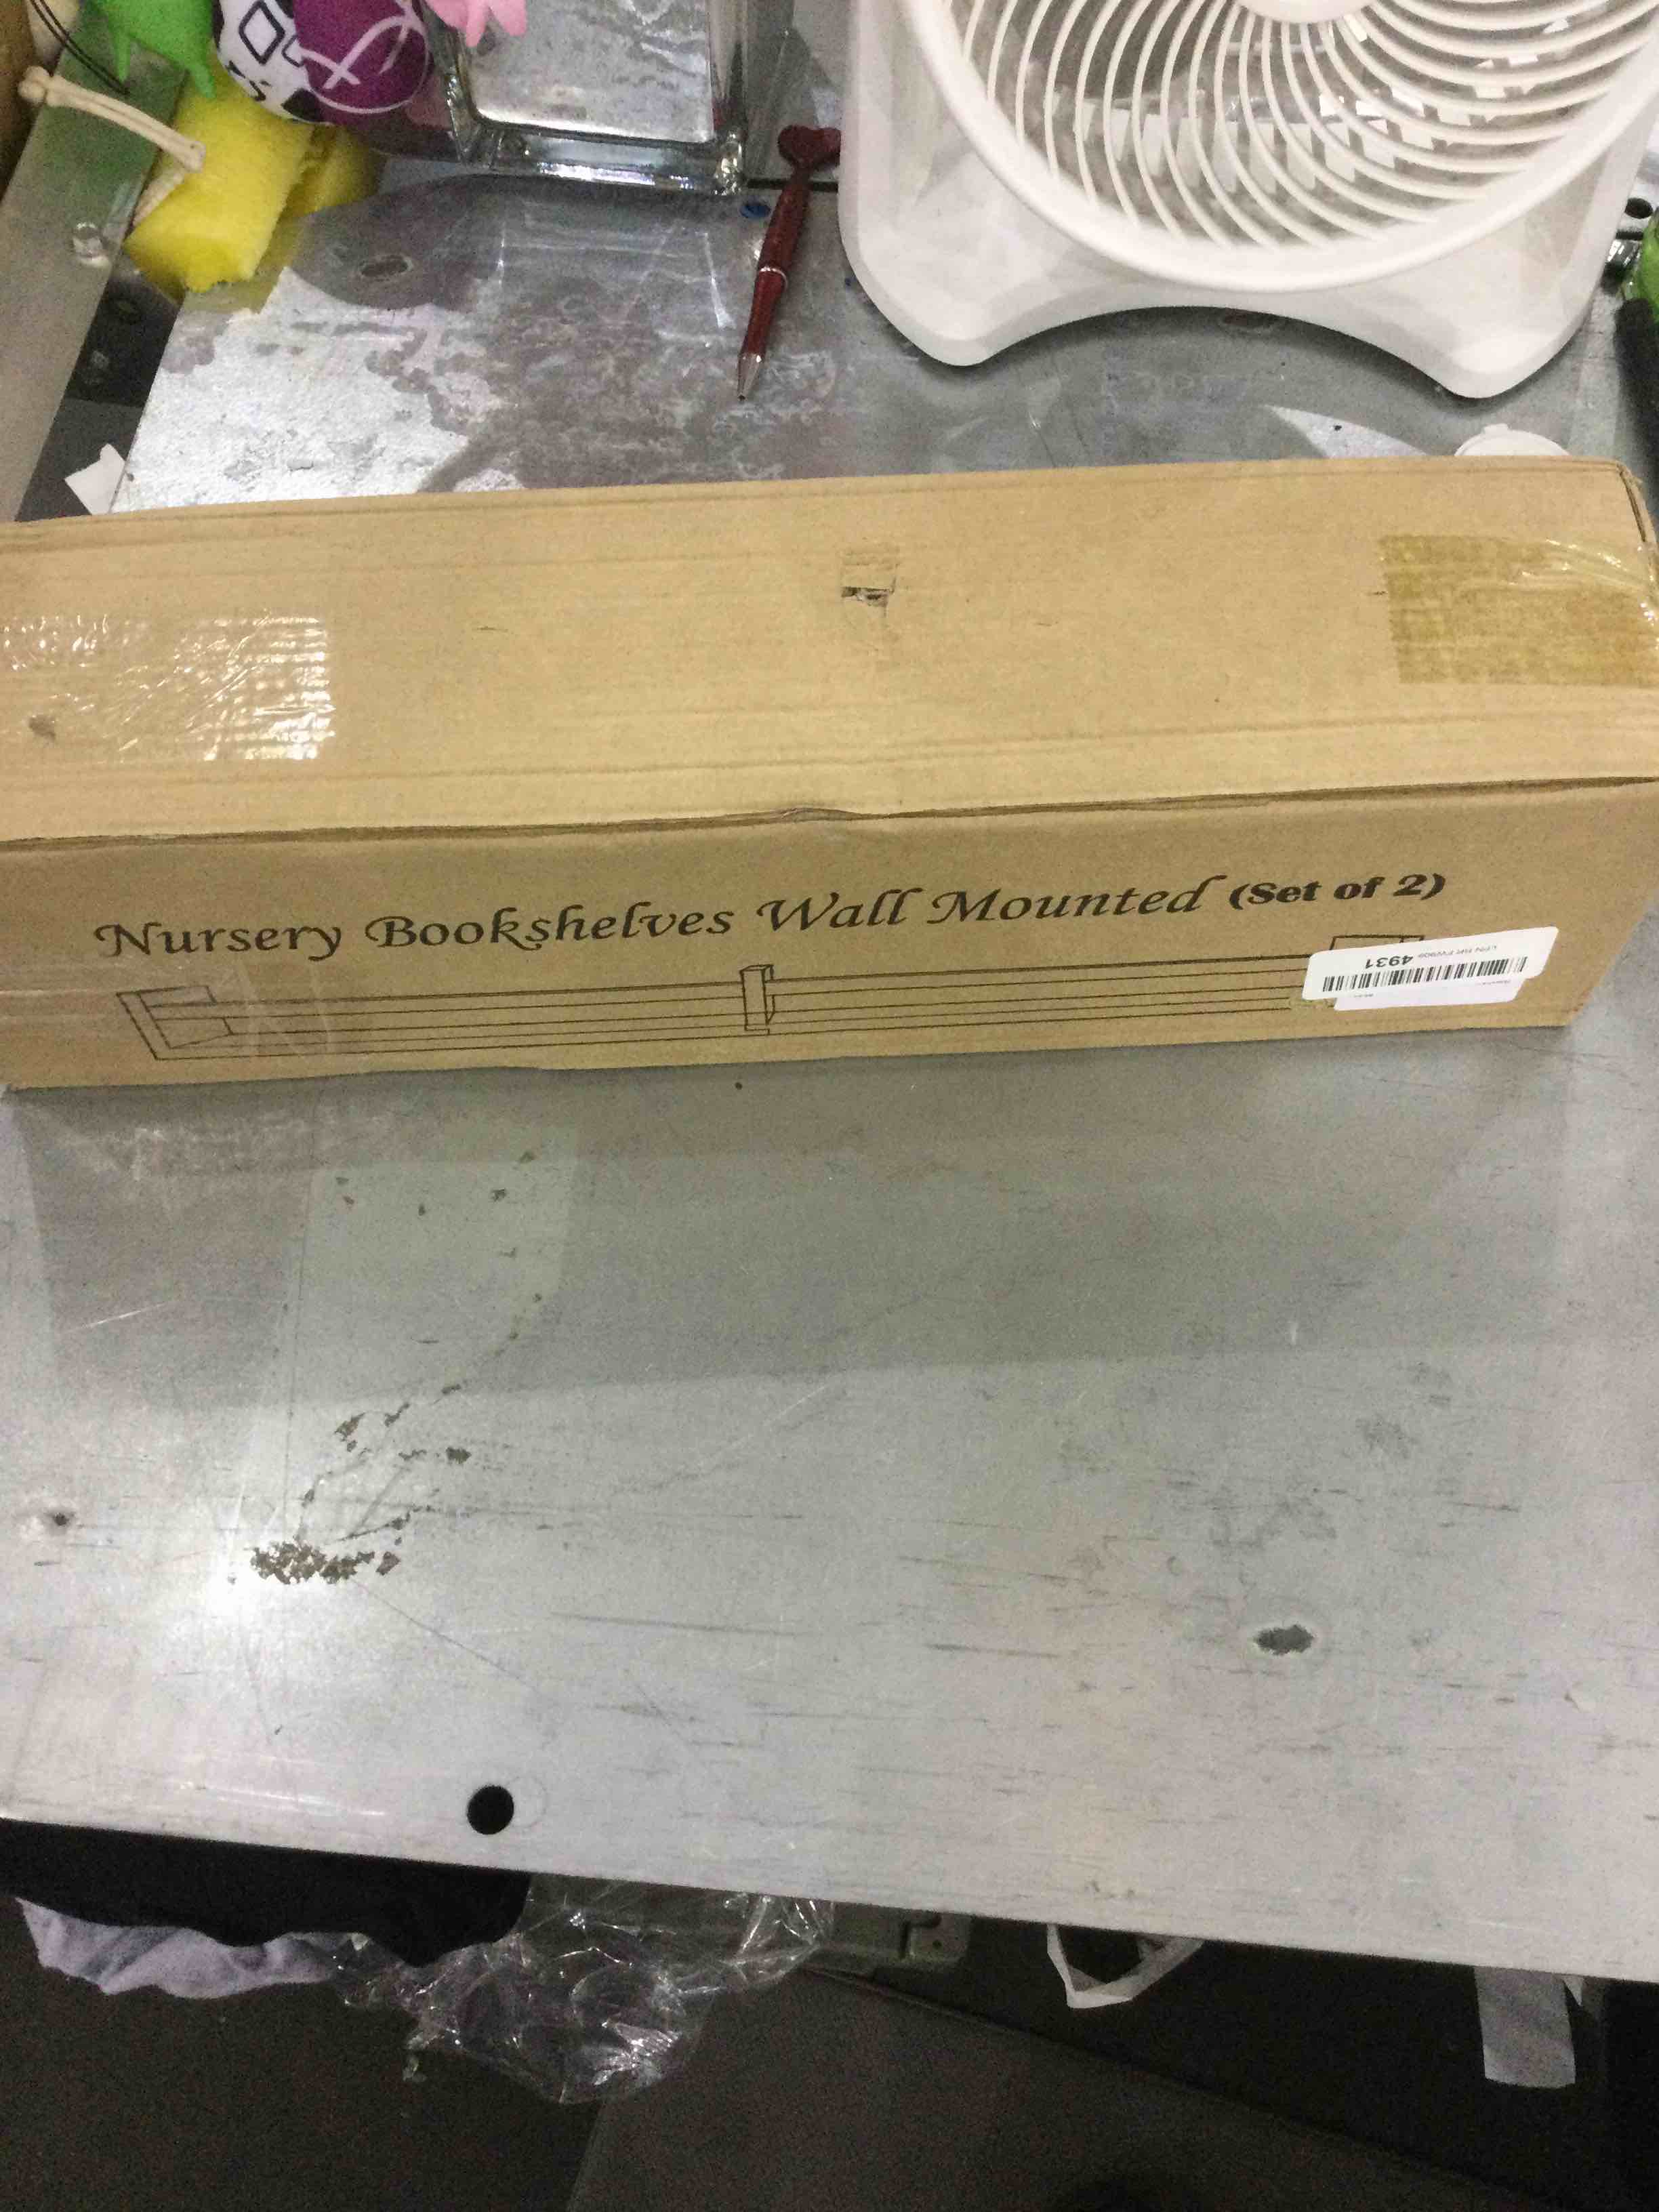 Nursery Bookshelves Wall Mounted (Set of 2)
4931